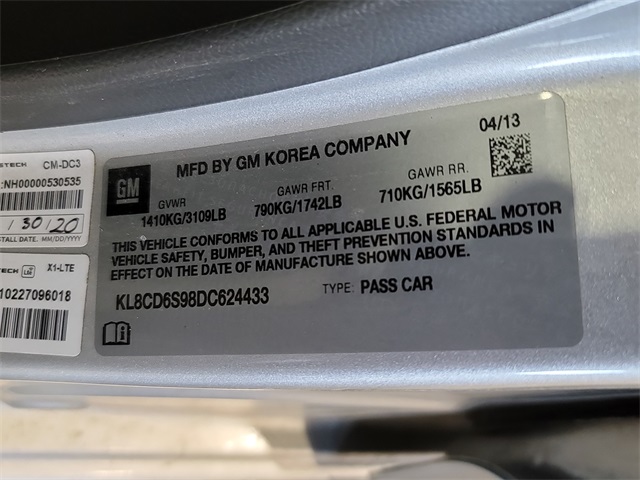 STECH CM-DC3
:NH00000530535
/ 30/20
STALL DATE. MM/DD/YYYY
TECH X1-LTE
10227096018
GM
MFD BY GM KOREA COMPANY
04/13
GVWR GAWR FRT. GAWR RR.
1410KG/3109LB 790KG/1742LB 710KG/1565LB
THIS VEHICLE CONFORMS TO ALL APPLICABLE U.S. FEDERAL MOTOR
VEHICLE SAFETY, BUMPER, AND THEFT PREVENTION STANDARDS IN
EFFECT ON THE DATE OF MANUFACTURE SHOWN ABOVE.
KL8CD6S98DC624433 TYPE: PASS CAR